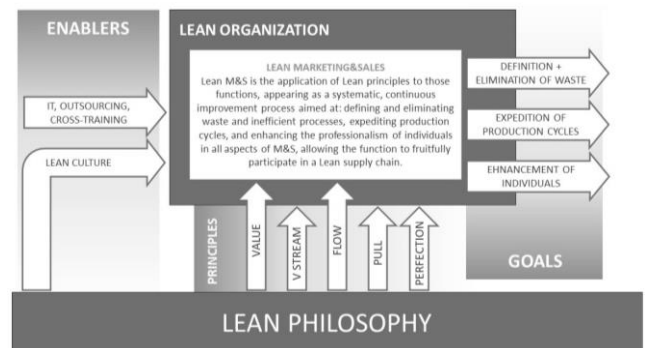 ENABLERS
LEAN ORGANIZATION
LEAN MARKETING&SALES
Lean M&S is the application of Lean principles to those
functions, appearing as a systematic, continuous
improvement process aimed at: defining and eliminating
waste and inefficient processes, expediting production
cycles, and enhancing the professionalism of individuals
in all aspects of M&S, allowing the function to fruitfully
participate in a Lean supply chain.
IT, OUTSOURCING,
CROSS-TRAINING
LEAN CULTURE
DEFINITION +
ELIMINATION OF WASTE
EXPEDITION OF
PRODUCTION CYCLES
EHNANCEMENT OF
INDIVIDUALS
PRINCIPLES
VALUE
V STREAM
FLOW
PULL
PERFECTION
GOALS
LEAN PHILOSOPHY